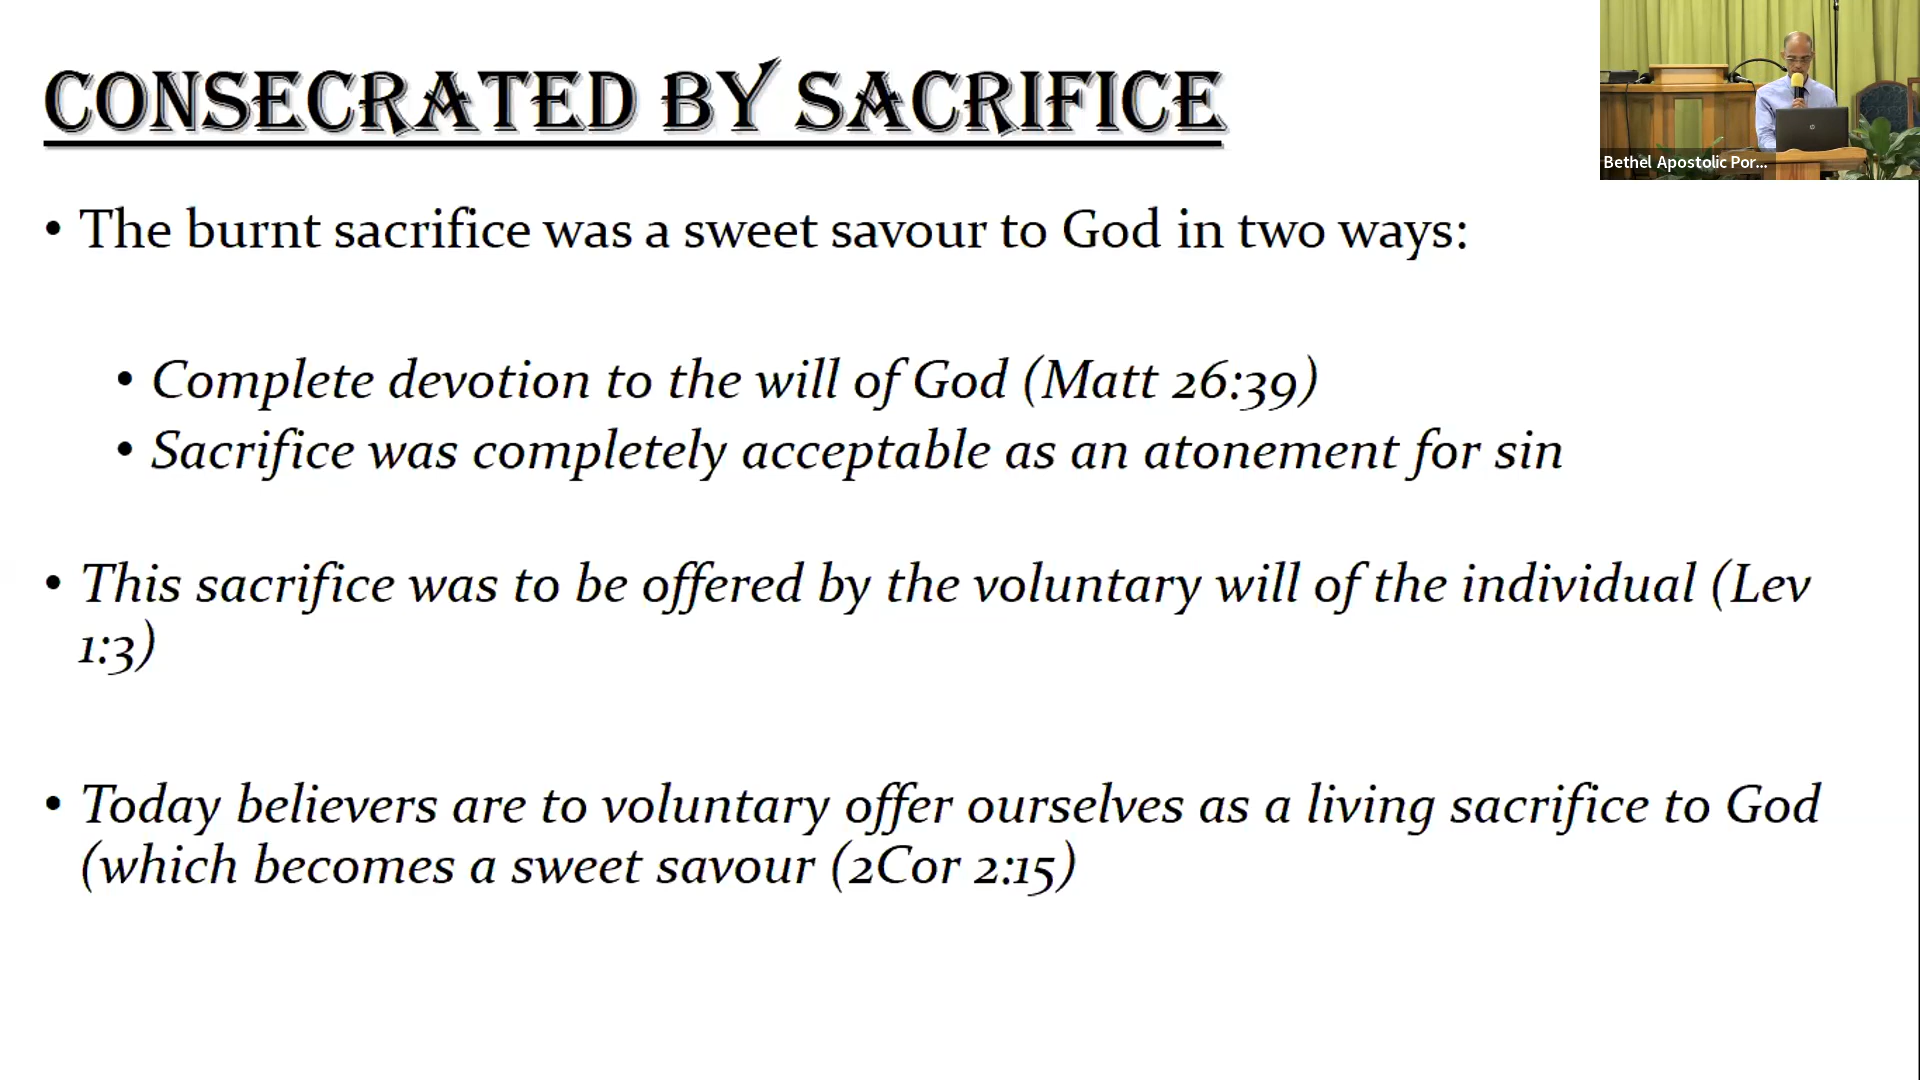 CONSECRATED BY SACRIFICE
Bethel Apostolic Por...
• The burnt sacrifice was a sweet savour to God in two ways:
• Complete devotion to the will of God (Matt 26:39)
• Sacrifice was completely acceptable as an atonement for sin
• This sacrifice was to be offered by the voluntary will of the individual (Lev
1:3)
• Today believers are to voluntary offer ourselves as a living sacrifice to God
(which becomes a sweet savour (2Cor 2:15)